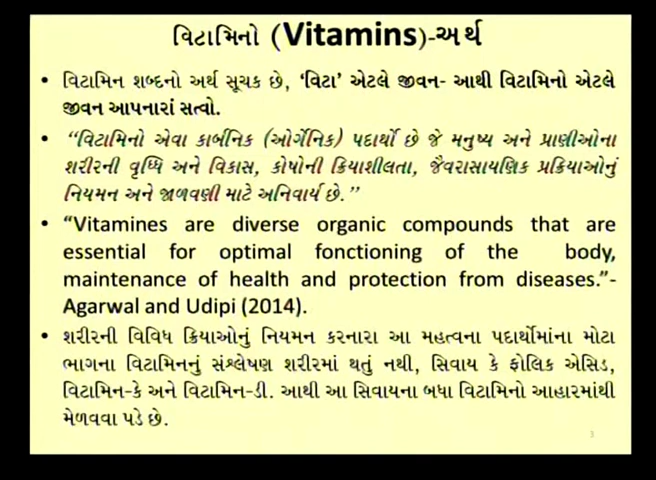 વિટામિનો (Vitamins)-અર્થ
• વિટામિન શબ્દનો અર્થ સૂચક છે, ‘વિટા’ એટલે જીવન- આથી વિટામિનો એટલે
જીવન આપનારાં સત્વો.
• “વિટામિનો એવા કાર્બનિક (ઓર્ગેનિક) પદાર્થો છે જે મનુષ્ય અને પ્રાણીઓના
શરીરની વૃધ્ધિ અને વિકાસ, કોષોની ક્રિયાશીલતા, જૈવરાસાયણિક પ્રક્રિયાઓનું
નિયમન અને જાળવણી માટે અનિવાર્ય છે.”
• “Vitamines are diverse organic compounds that are
essential for optimal fonctioning of the body,
maintenance of health and protection from diseases.”-
Agarwal and Udipi (2014).
• શરીરની વિવિધ ક્રિયાઓનું નિયમન કરનારા આ મહત્વના પદાર્થોમાંના મોટા
ભાગના વિટામિનનું સંશ્લેષણ શરીરમાં થતું નથી, સિવાય કે ફોલિક એસિડ,
વિટામિન-કે અને વિટામિન-ડી. આથી આ સિવાયના બધા વિટામિનો આહારમાંથી
મેળવવા પડે છે.
3